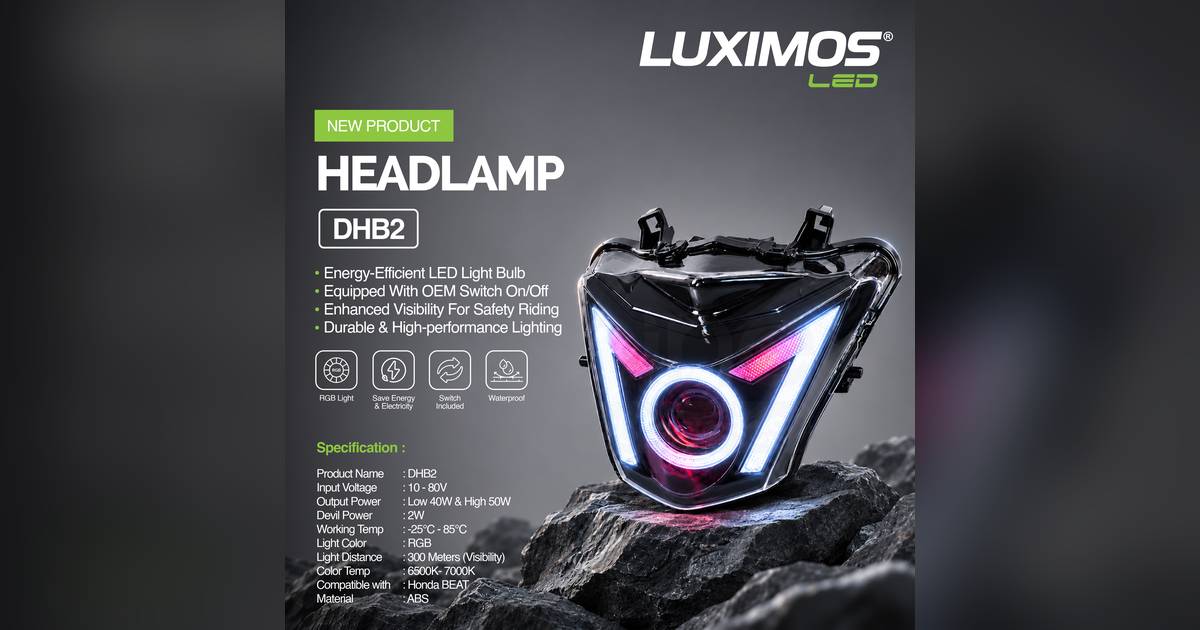 LUXIMOS®
LED
NEW PRODUCT
HEADLAMP
DHB2
• Energy-Efficient LED Light Bulb
• Equipped With OEM Switch On/Off
• Enhanced Visibility For Safety Riding
• Durable & High-performance Lighting
RGB
RGB Light
Save Energy
& Electricity
Switch
Included
Waterproof
Specification :
Product Name : DHB2
Input Voltage : 10 - 80V
Output Power : Low 40W & High 50W
Devil Power : 2W
Working Temp : -25°C - 85°C
Light Color : RGB
Light Distance : 300 Meters (Visibility)
Color Temp : 6500K- 7000K
Compatible with : Honda BEAT
Material : ABS